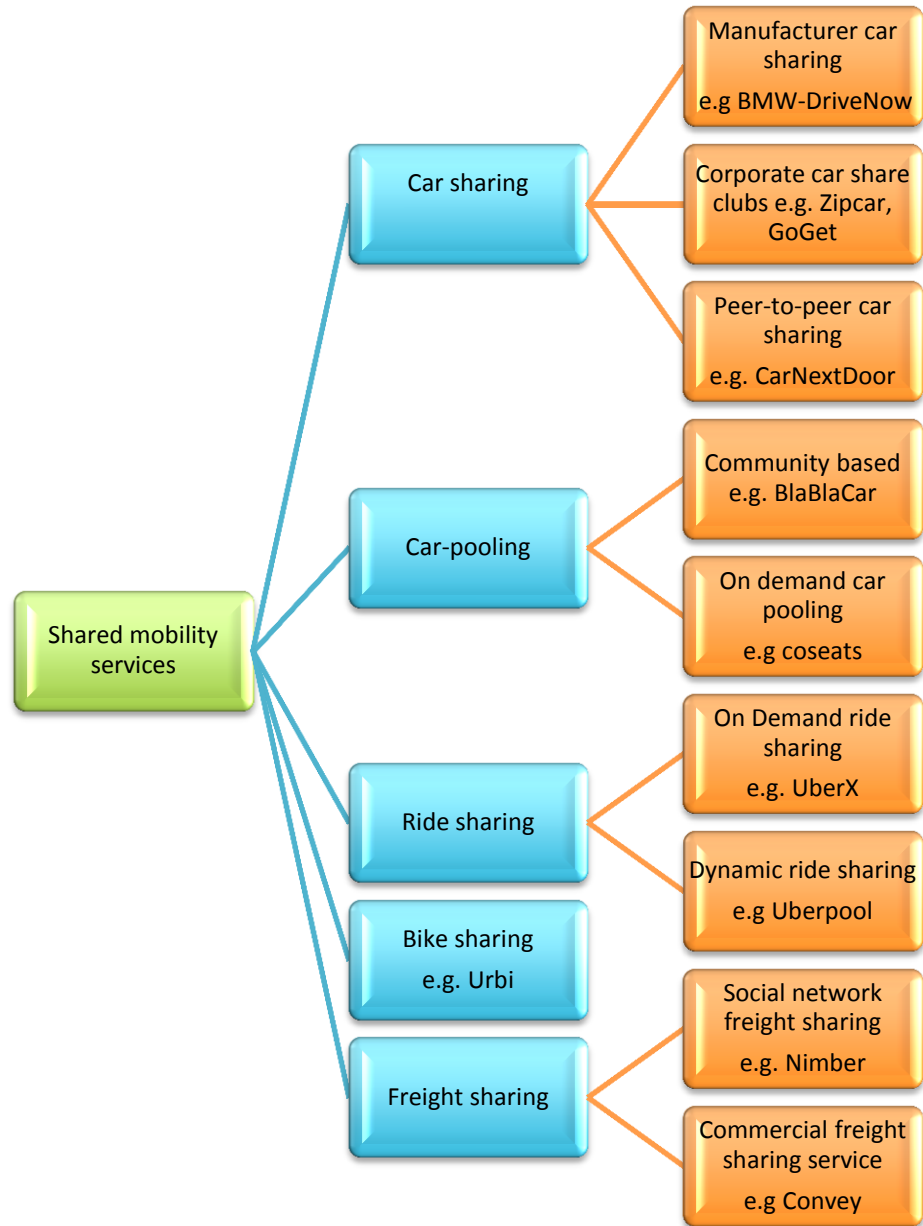 Manufacturer car
sharing
e.g BMW-DriveNow
Car sharing
Corporate car share
clubs e.g. Zipcar,
GoGet
Peer-to-peer car
sharing
e.g. CarNextDoor
Community based
e.g. BlaBlaCar
Car-pooling
On demand car
pooling
e.g coseats
Shared mobility
services
On Demand ride
sharing
e.g. UberX
Ride sharing
Dynamic ride sharing
e.g Uberpool
Bike sharing
e.g. Urbi
Social network
freight sharing
e.g. Nimber
Freight sharing
Commercial freight
sharing service
e.g Convey